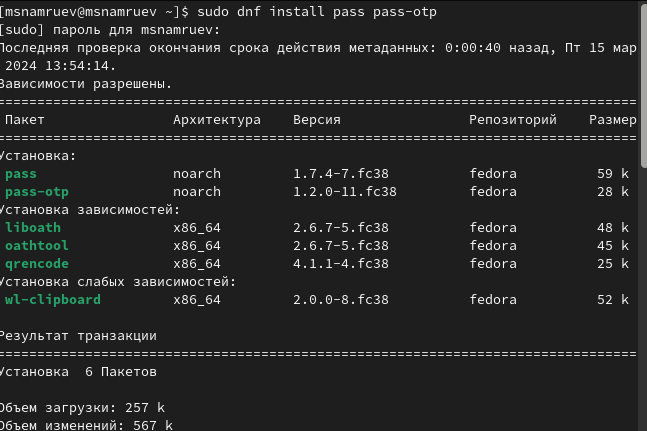 [msnamruev@msnamruev ~]$ sudo dnf install pass pass-otp
[sudo] пароль для msnamruev:
Последняя проверка окончания срока действия метаданных: 0:00:40 назад, Пт 15 мар
2024 13:54:14.
Зависимости разрешены.
================================================================================
Пакет Архитектура Версия Репозиторий Размер
================================================================================
Установка:
pass noarch 1.7.4-7.fc38 fedora 59 k
pass-otp noarch 1.2.0-11.fc38 fedora 28 k
Установка зависимостей:
liboath x86_64 2.6.7-5.fc38 fedora 48 k
oathtool x86_64 2.6.7-5.fc38 fedora 45 k
qrencode x86_64 4.1.1-4.fc38 fedora 25 k
Установка слабых зависимостей:
wl-clipboard x86_64 2.0.0-8.fc38 fedora 52 k
Результат транзакции
================================================================================
Установка 6 Пакетов
Объем загрузки: 257 k
Объем изменений: 567 k